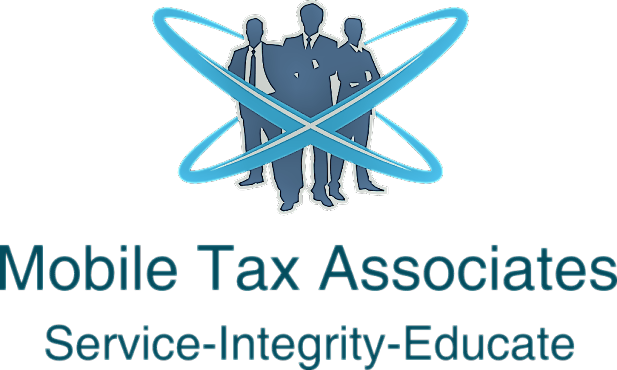 Mobile Tax Associates
Service-Integrity-Educate